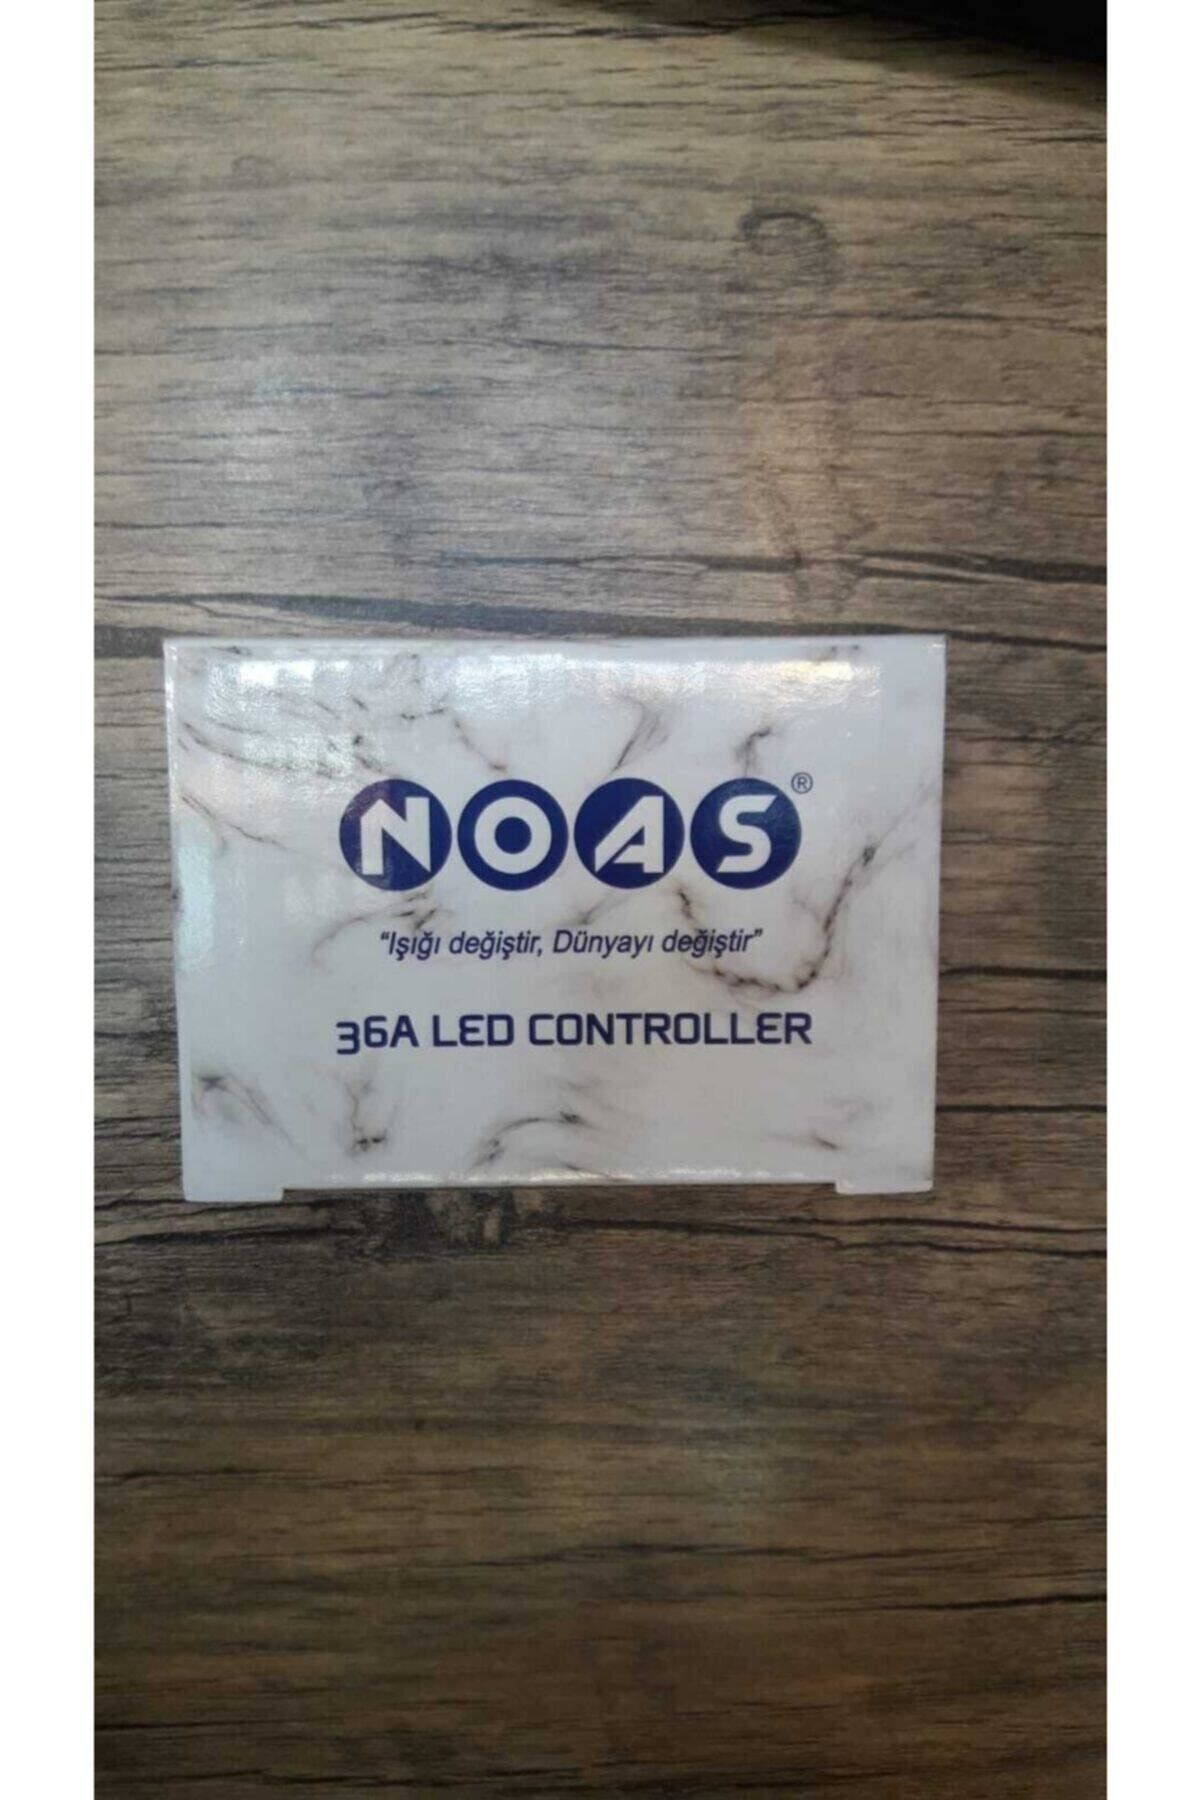 NOAS®
“Işığı değiştir, Dünyayı değiştir”
36A LED CONTROLLER